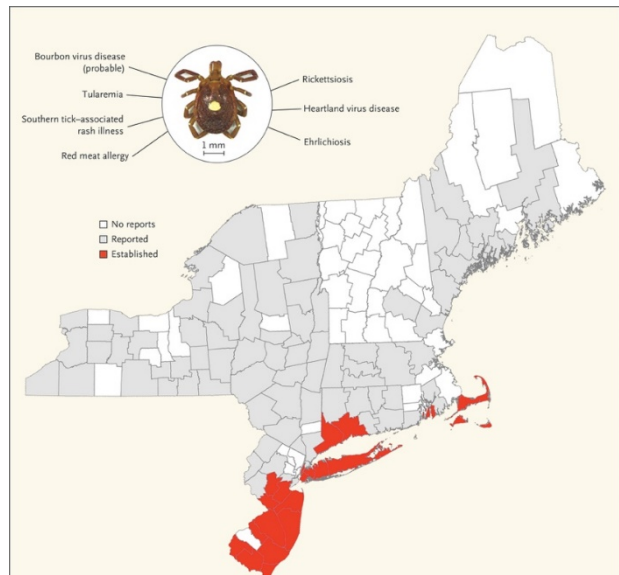 Bourbon virus disease
(probable)
Tularemia
Southern tick–associated
rash illness
Red meat allergy
Rickettsiosis
Heartland virus disease
Ehrlichiosis
1 mm
No reports
Reported
Established